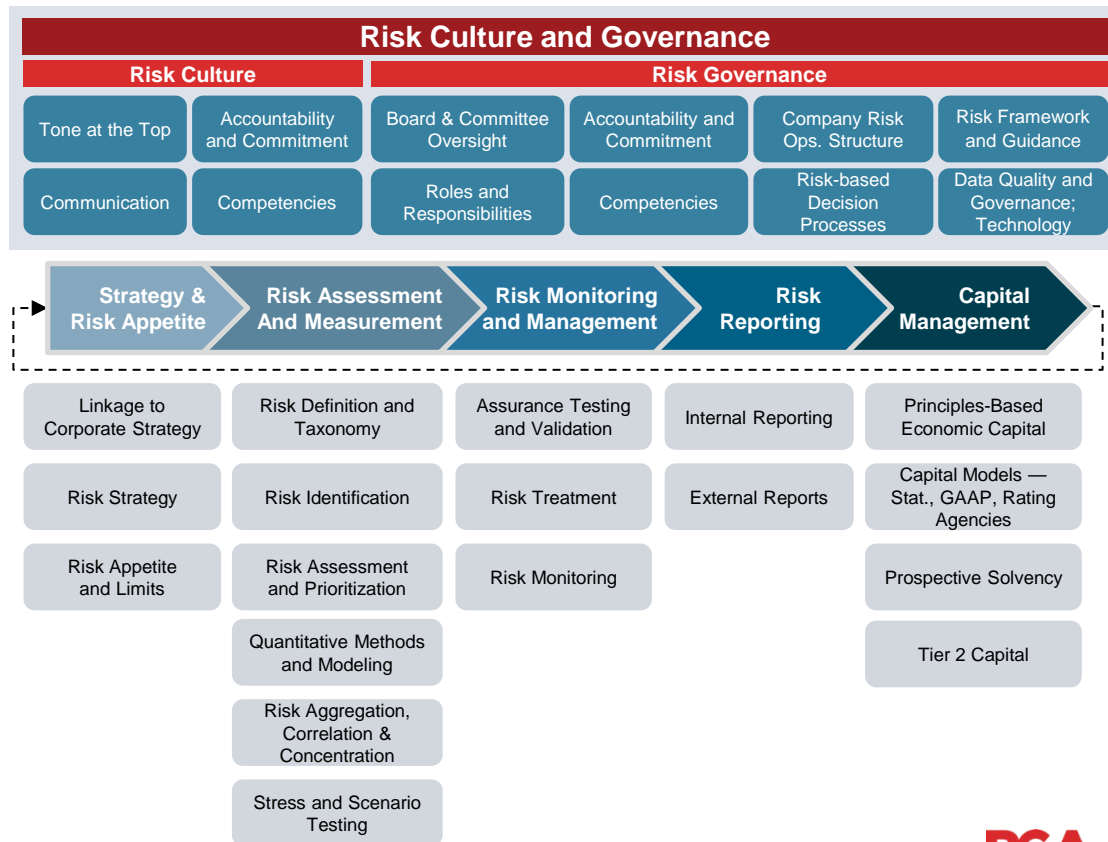 Risk Culture and Governance
Risk Culture
Risk Governance
Tone at the Top
Accountability
and Commitment
Board & Committee
Oversight
Accountability and
Commitment
Company Risk
Ops. Structure
Risk Framework
and Guidance
Communication
Competencies
Roles and
Responsibilities
Competencies
Risk-based
Decision
Processes
Data Quality and
Governance;
Technology
Strategy &
Risk Appetite
Risk Assessment
And Measurement
Risk Monitoring
and Management
Risk
Reporting
Capital
Management
Linkage to
Corporate Strategy
Risk Strategy
Risk Appetite
and Limits
Risk Definition and
Taxonomy
Risk Identification
Risk Assessment
and Prioritization
Quantitative Methods
and Modeling
Risk Aggregation,
Correlation &
Concentration
Stress and Scenario
Testing
Assurance Testing
and Validation
Risk Treatment
Risk Monitoring
Internal Reporting
External Reports
Principles-Based
Economic Capital
Capital Models —
Stat., GAAP, Rating
Agencies
Prospective Solvency
Tier 2 Capital